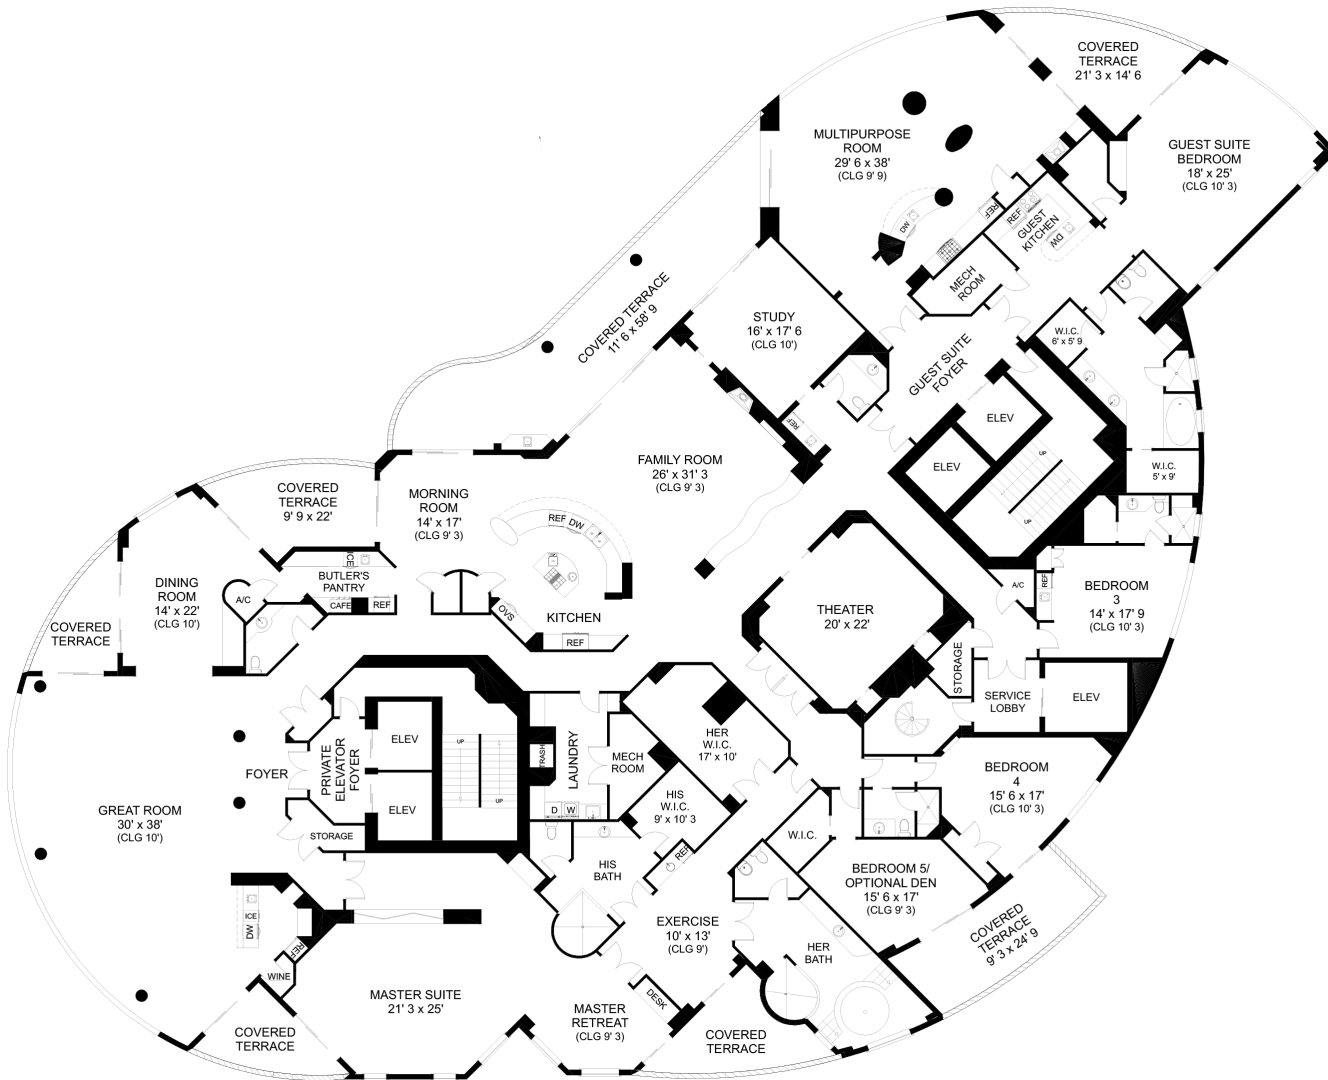 COVERED
TERRACE
21' 3 x 14' 6
MULTIPURPOSE
ROOM
29' 6 x 38'
(CLG 9' 9)
GUEST SUITE
BEDROOM
18' x 25'
(CLG 10' 3)
DW
REF
REF
GUEST
KITCHEN
DW
MECH
ROOM
COVERED TERRACE
11' 6 x 58' 9
STUDY
16' x 17' 6
(CLG 10')
W.I.C.
6' x 5' 9
GUEST SUITE
FOYER
REF
ELEV
ELEV
UP
UP
UP
W.I.C.
5' x 9'
FAMILY ROOM
26' x 31' 3
(CLG 9' 3)
COVERED
TERRACE
9' 9 x 22'
MORNING
ROOM
14' x 17'
(CLG 9' 3)
REF
DW
ICE
BUTLER'S
PANTRY
CAFE
REF
DINING
ROOM
14' x 22'
(CLG 10')
A/C
COVERED
TERRACE
OVS
KITCHEN
REF
THEATER
20' x 22'
A/C
REF
BEDROOM
3
14' x 17' 9
(CLG 10' 3)
STORAGE
SERVICE
LOBBY
ELEV
HER
W.I.C.
17' x 10'
LAUNDRY
TRASH
MECH
ROOM
D
W
HIS
W.I.C.
9' x 10' 3
REF
ELEV
ELEV
UP
UP
PRIVATE
ELEVATOR
FOYER
FOYER
STORAGE
GREAT ROOM
30' x 38'
(CLG 10')
BEDROOM
4
15' 6 x 17'
(CLG 10' 3)
W.I.C.
BEDROOM 5/
OPTIONAL DEN
15' 6 x 17'
(CLG 9' 3)
COVERED
TERRACE
9' 3 x 24' 9
HIS
BATH
EXERCISE
10' x 13'
(CLG 9')
HER
BATH
ICE
DW
REF
WINE
MASTER SUITE
21' 3 x 25'
DESK
MASTER
RETREAT
(CLG 9' 3)
COVERED
TERRACE
COVERED
TERRACE